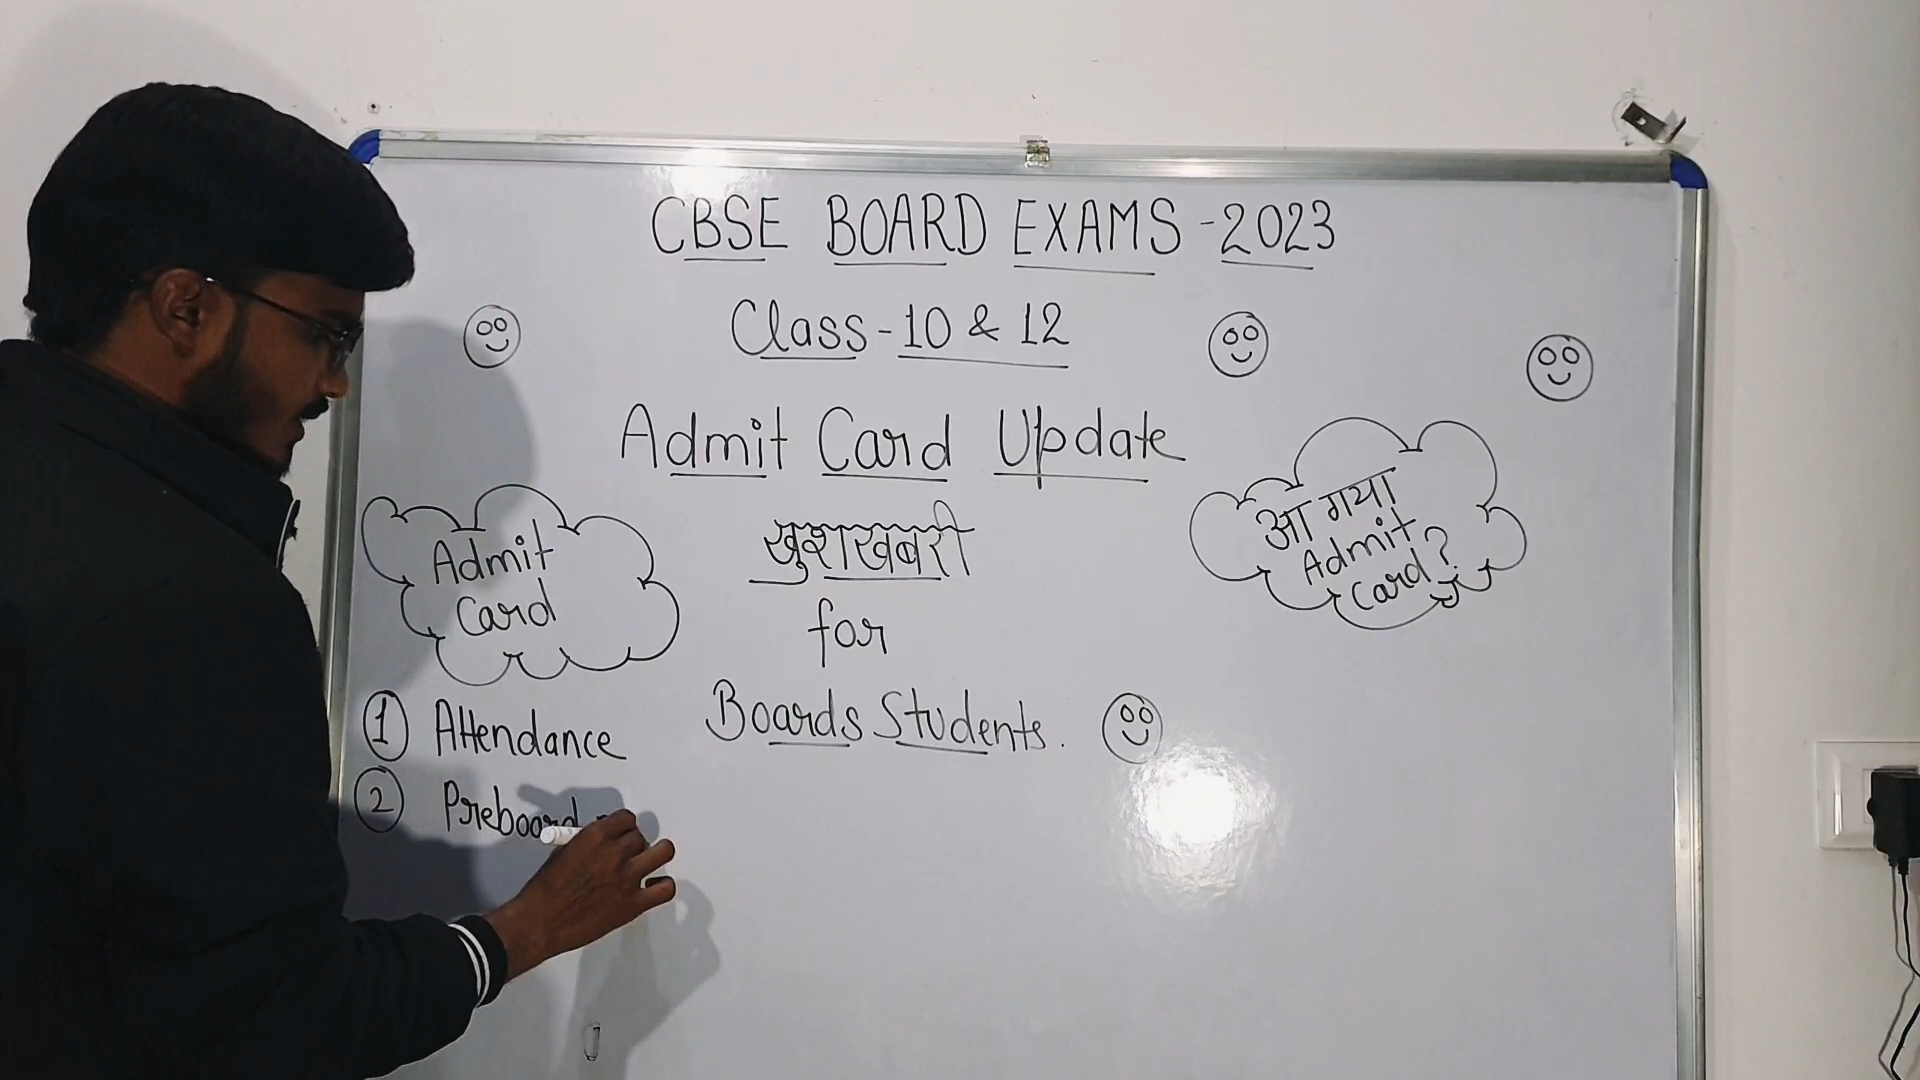 CBSE BOARD EXAMS - 2023
Class - 10 & 12
Admit Card Update
खुशखबरी
for
Boards Students.
Admit
Card
① Attendance
② Preboard
आ गया
Admit
Card?